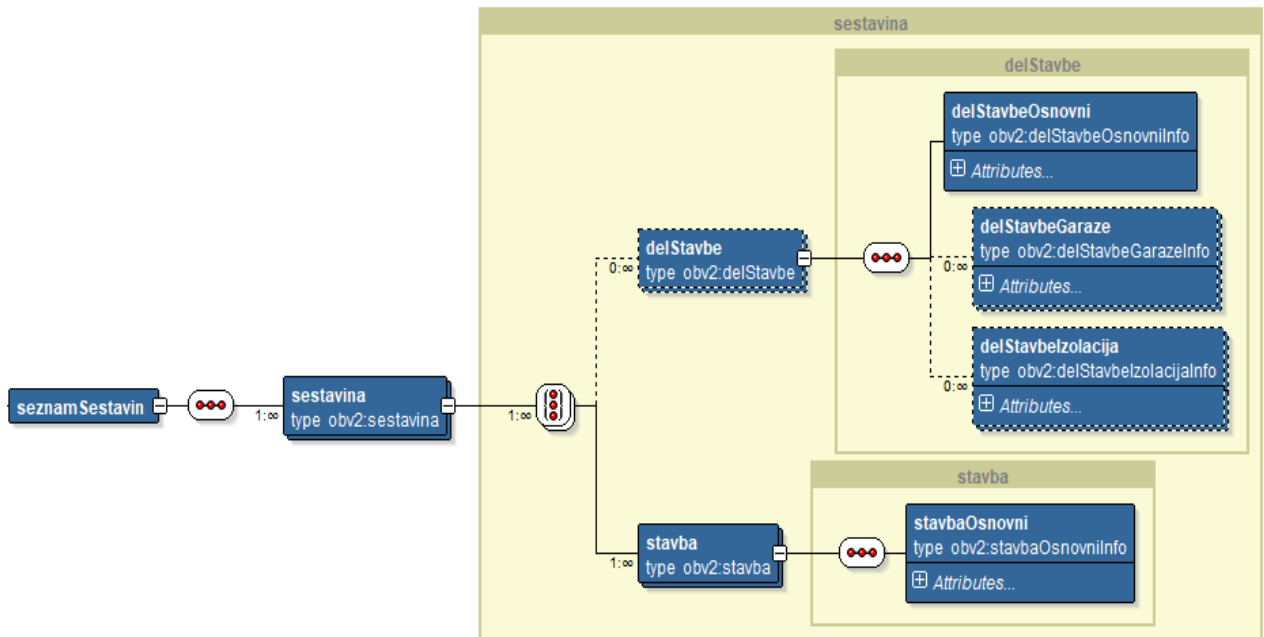 sestavina
delStavbe
delStavbeOsnovni
type obv2:delStavbeOsnovniInfo
Attributes...
delStavbeGaraze
type obv2:delStavbeGarazeInfo
0:∞
Attributes...
delStavbe
type obv2:delStavbe
0:∞
delStavbeIzolacija
type obv2:delStavbeIzolacijaInfo
0:∞
Attributes...
seznamSestavin
1:∞
sestavina
type obv2:sestavina
1:∞
stavba
stavbaOsnovni
type obv2:stavbaOsnovniInfo
Attributes...
stavba
type obv2:stavba
1:∞